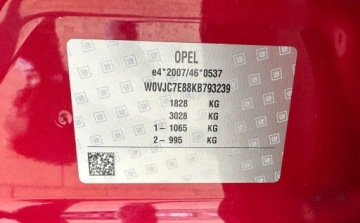 OPEL
e4*2007/46*0537
W0VJC7E88KB793239
1828 KG
3028 KG
1- 1065 KG
2- 995 KG